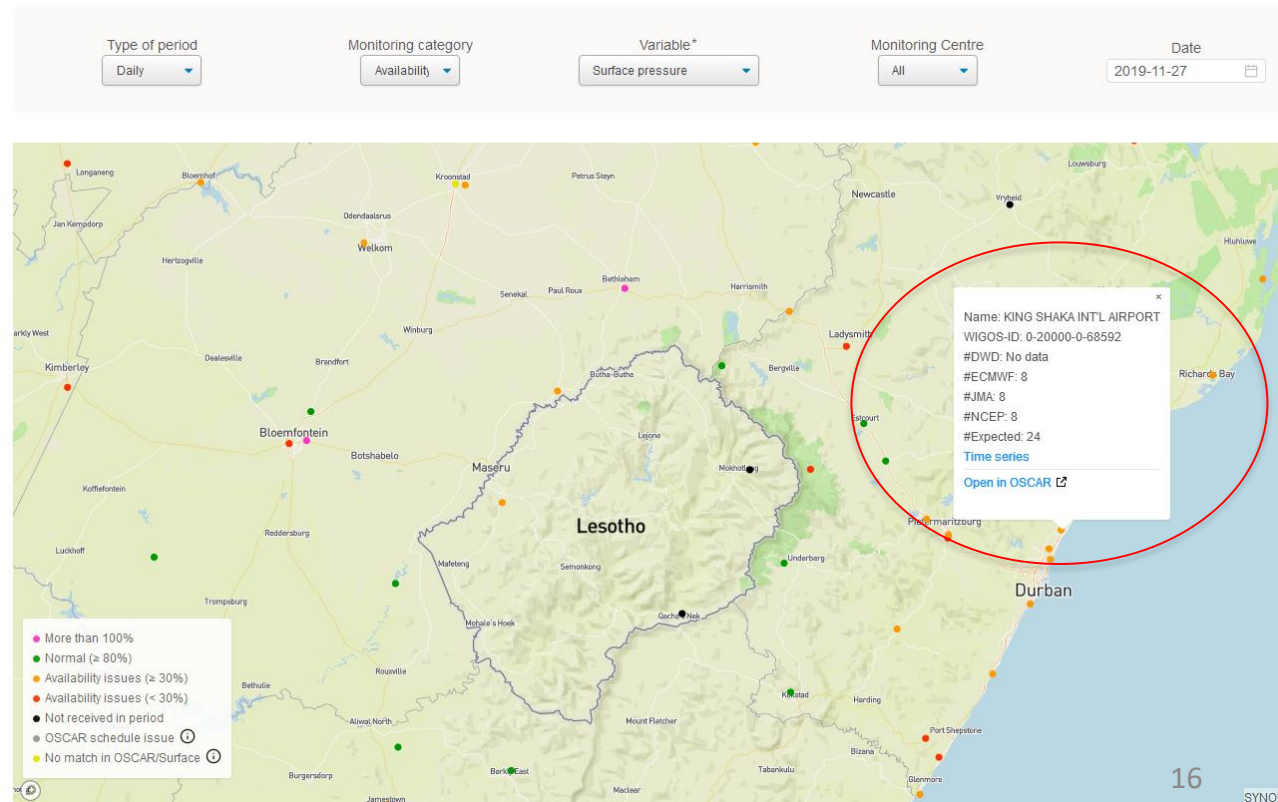 Type of period
Monitoring category
Variable*
Monitoring Centre
Date
Daily
Availability
Surface pressure
All
2019-11-27
Longaneng
Bloemhof
Kroonstad
Petrus Steyn
Louwsburg
Newcastle
Vryheid
Jan Kempdorp
Odendaalsrus
Welkom
Hluhluwe
Hertzogville
Bethlehem
Senekal
Paul Roux
Harrismith
Winburg
Ladysmith
Kimberley
Dealesville
Brandfort
Butha-Buthe
Bergville
Richards Bay
Name: KING SHAKA INT'L AIRPORT
WIGOS-ID: 0-20000-0-68592
#DWD: No data
#ECMWF: 8
#JMA: 8
#NCEP: 8
#Expected: 24
Time series
Open in OSCAR
Estcourt
Bloemfontein
Lejone
Botshabelo
Maseru
Mokhotlong
Koffiefontein
Pietermaritzburg
Lesotho
Reddersburg
Luckhoff
Mafeteng
Semonkong
Underberg
Durban
Trompsburg
Mohale's Hoek
Qacha's Nek
More than 100%
Normal (≥ 80%)
Availability issues (≥ 30%)
Availability issues (< 30%)
Not received in period
OSCAR schedule issue
No match in OSCAR/Surface
Rouxville
Bethulie
Kokstad
Harding
Aliwal North
Mount Fletcher
Port Shepstone
Bizana
Barkly East
Tabankulu
Burgersdorp
Glenmore
Maclear
Jamestown
16
SYNO